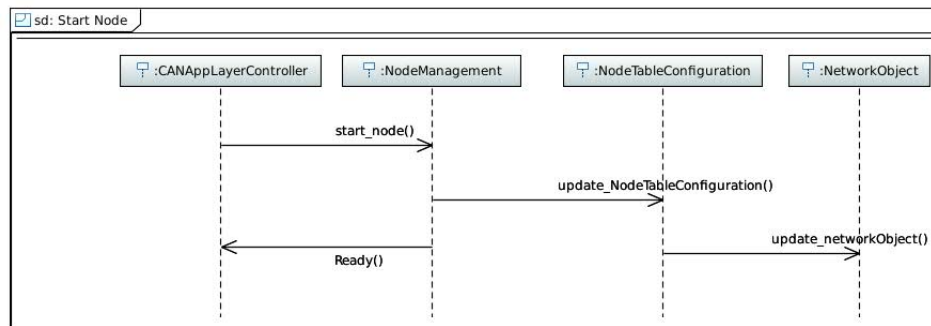 sd: Start Node
:CANAppLayerController
:NodeManagement
:NodeTableConfiguration
:NetworkObject
start_node()
update_NodeTableConfiguration()
update_networkObject()
Ready()